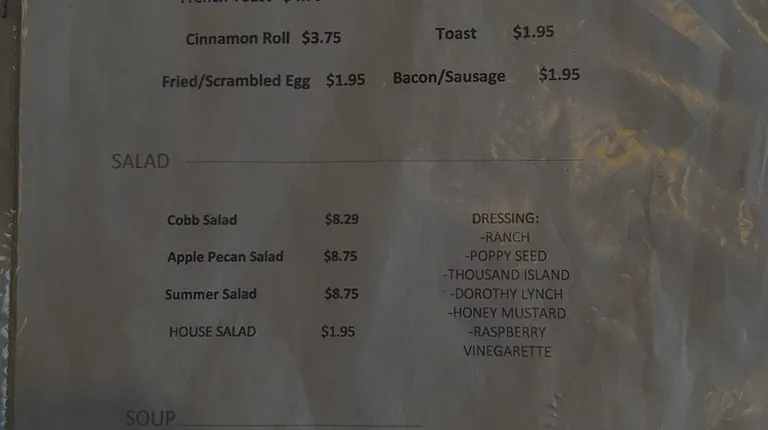 Cinnamon Roll $3.75 Toast $1.95
Fried/Scrambled Egg $1.95 Bacon/Sausage $1.95
SALAD
Cobb Salad $8.29
Apple Pecan Salad $8.75
Summer Salad $8.75
HOUSE SALAD $1.95
DRESSING:
-RANCH
-POPPY SEED
-THOUSAND ISLAND
-DOROTHY LYNCH
-HONEY MUSTARD
-RASPBERRY
VINEGARETTE
SOUP